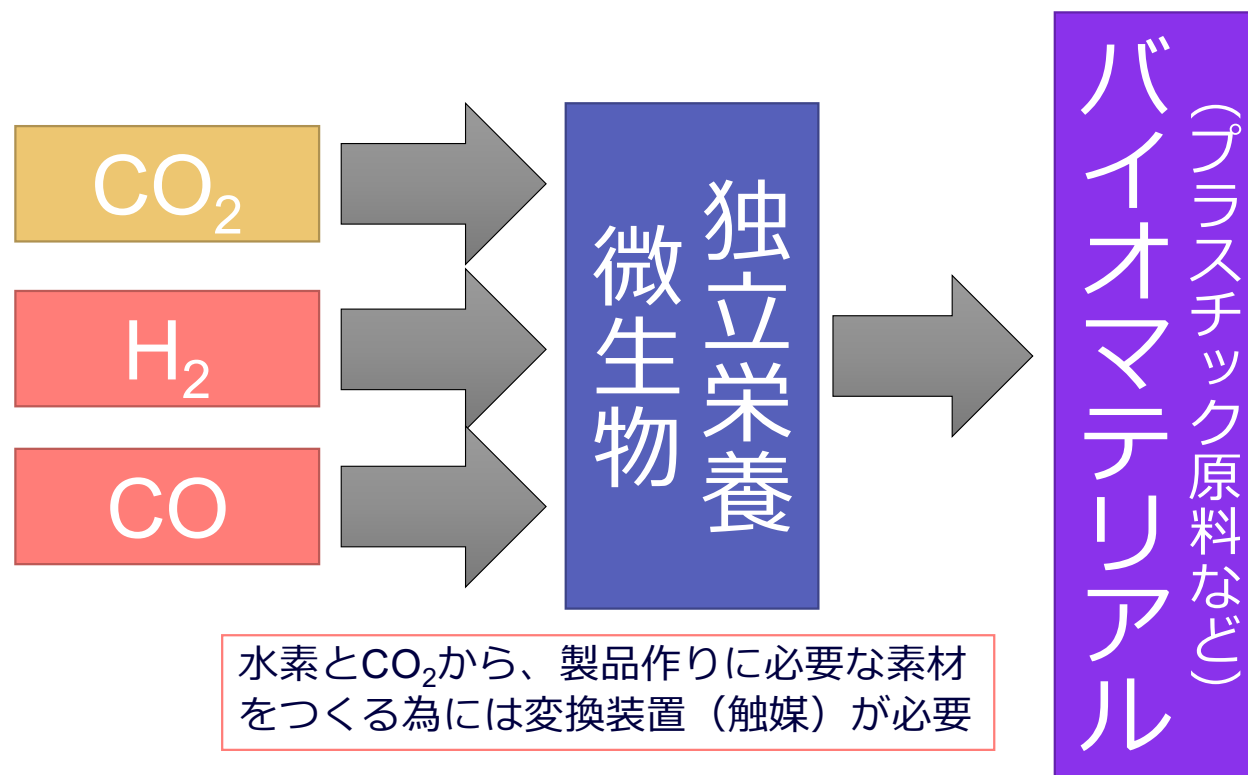 CO₂
H₂
CO
独立栄養
微生物
水素とCO₂から、製品作りに必要な素材
をつくる為には変換装置（触媒）が必要
（プラスチック原料など）
バイオマテリアル